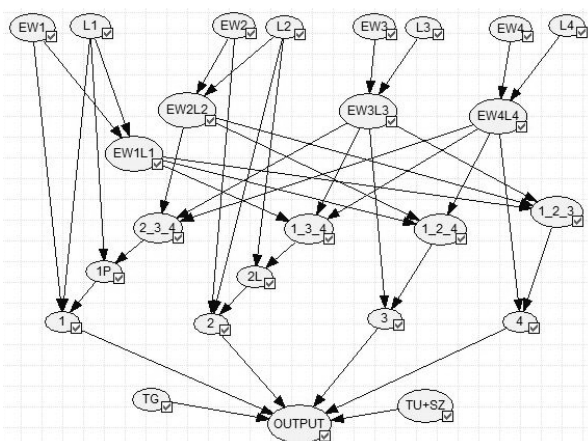 EW1 L1 EW2 L2 EW3 L3 EW4 L4
EW2L2 EW3L3 EW4L4
EW1L1
2_3_4 1_3_4 1_2_4 1_2_3
1P 2L
1 2 3 4
TG OUTPUT TU+SZ